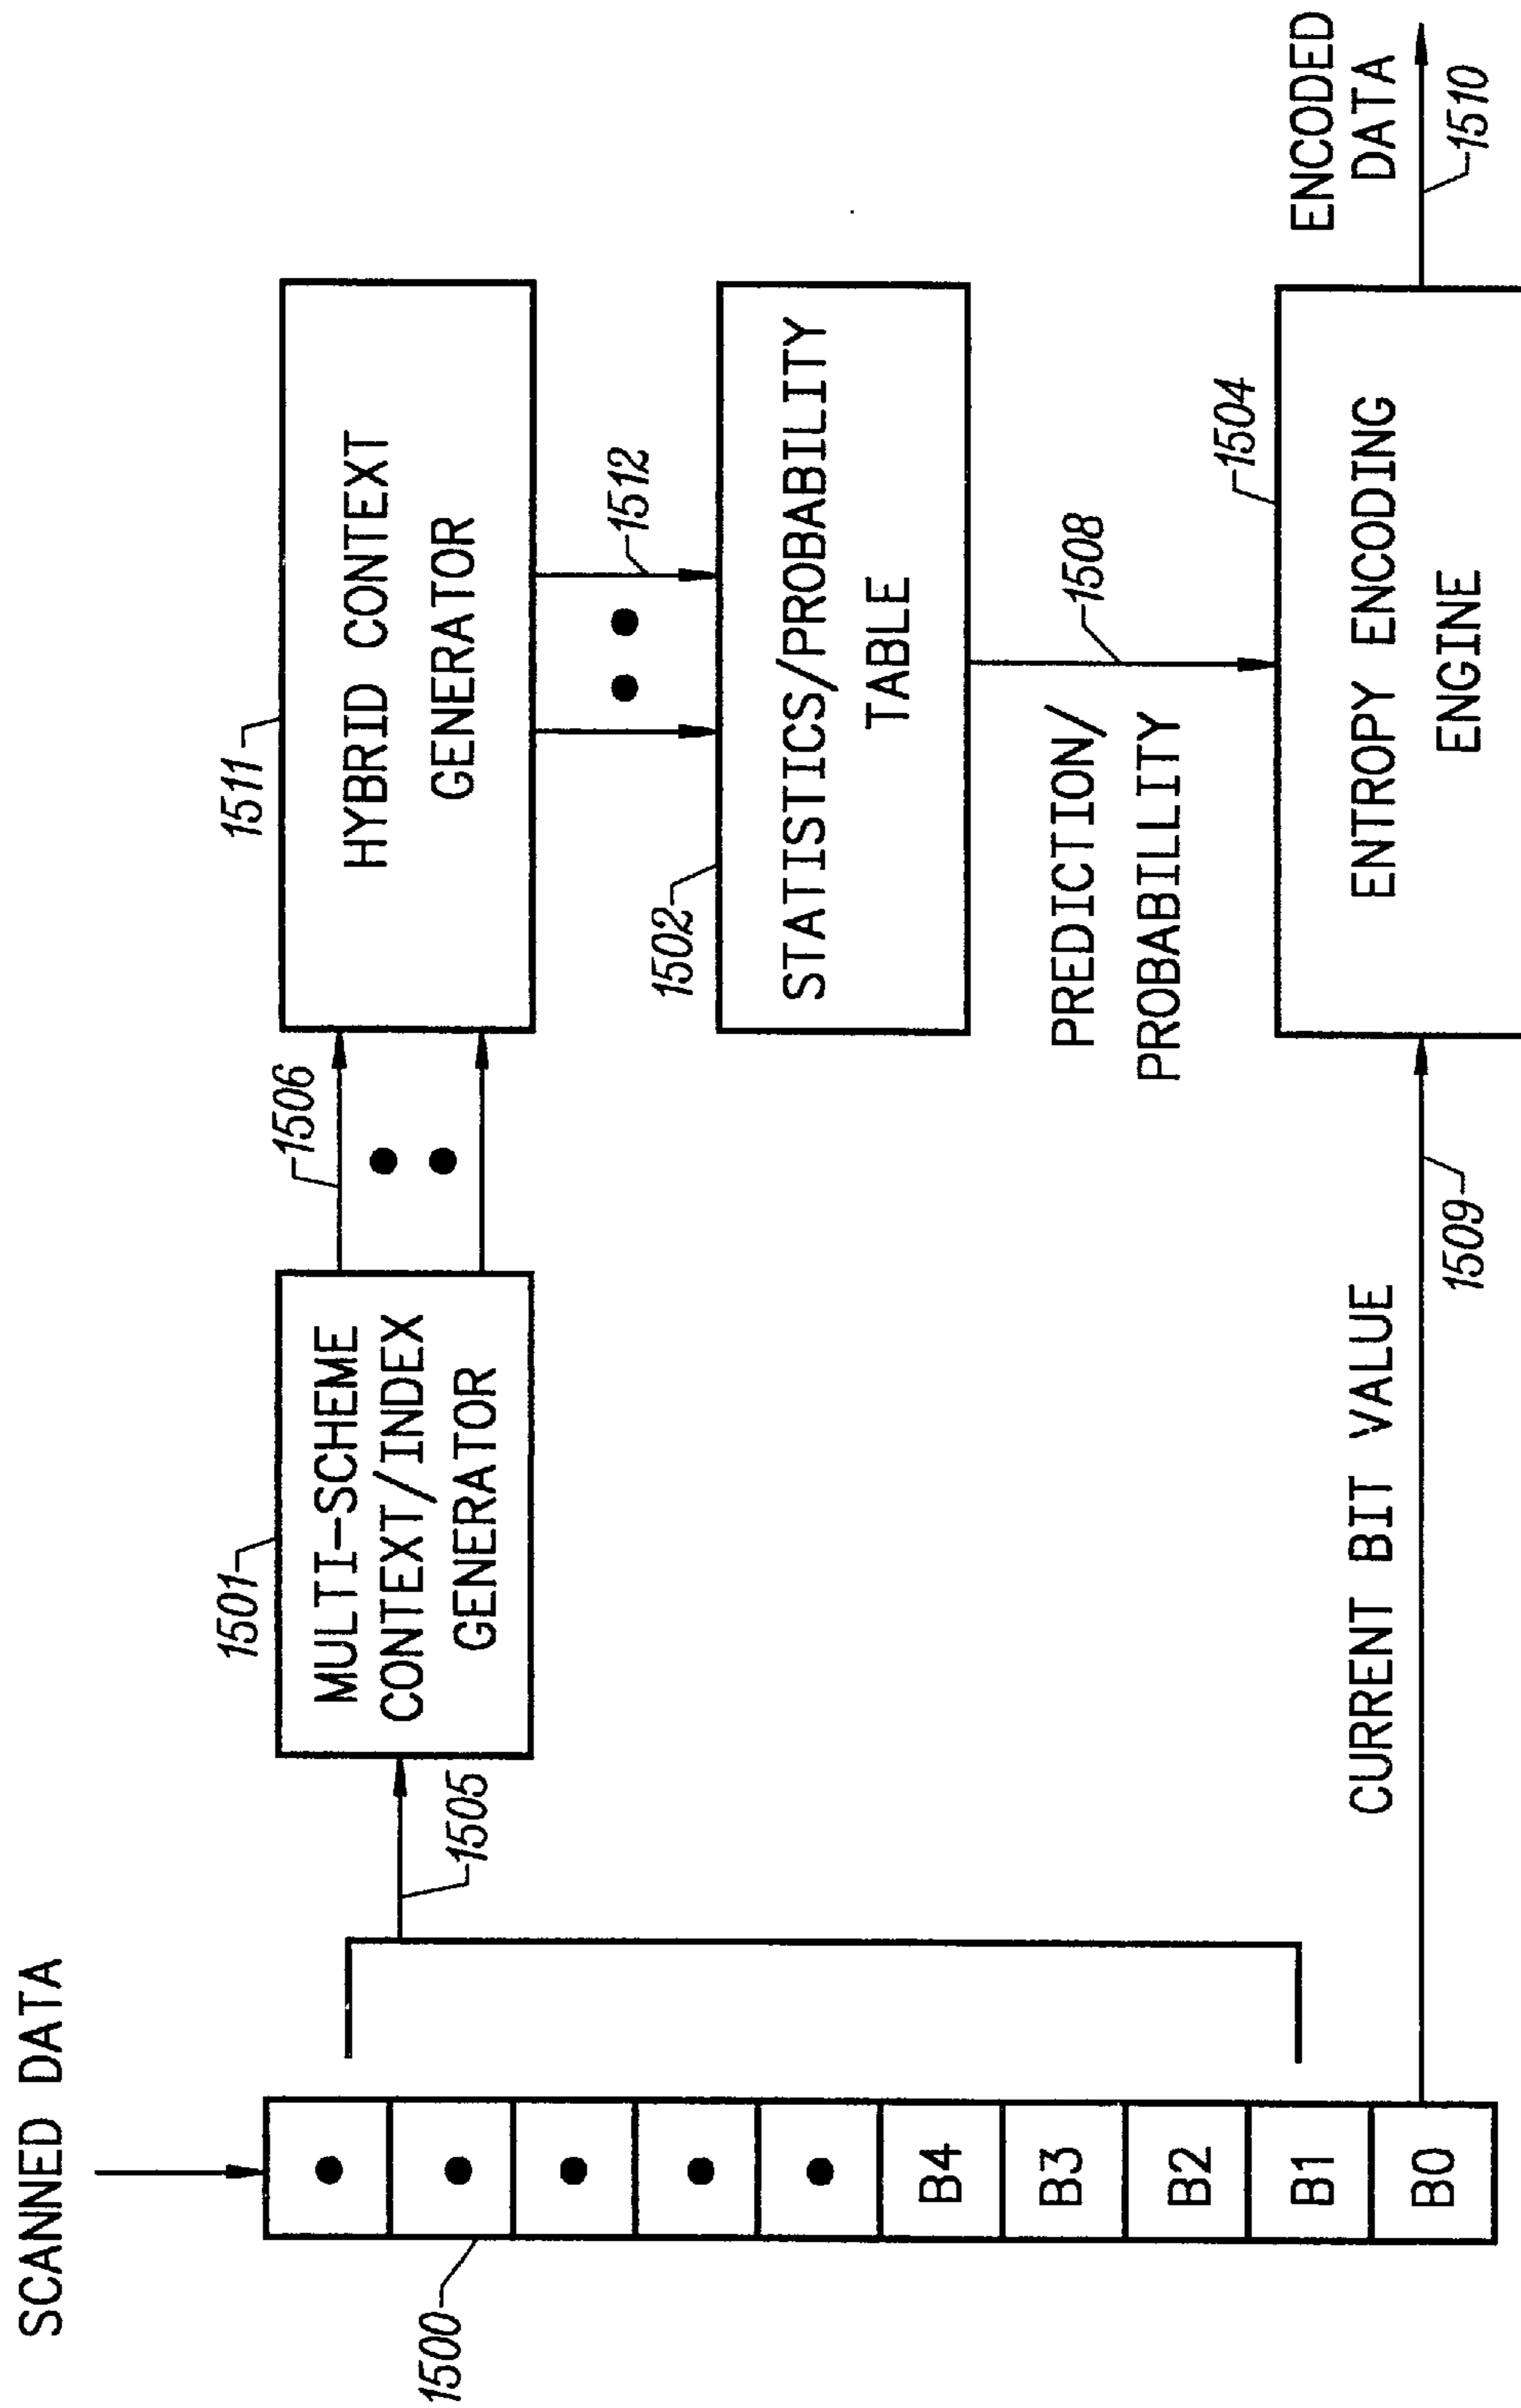 SCANNED DATA
1500
B4
B3
B2
B1
B0
1505
1501
MULTI-SCHEME
CONTEXT/INDEX
GENERATOR
1506
1511
HYBRID CONTEXT
GENERATOR
1512
1502
STATISTICS/PROBABILITY
TABLE
PREDICTION/
PROBABILLITY
1508
1504
ENTROPY ENCODING
ENGINE
CURRENT BIT VALUE
1509
ENCODED
DATA
1510